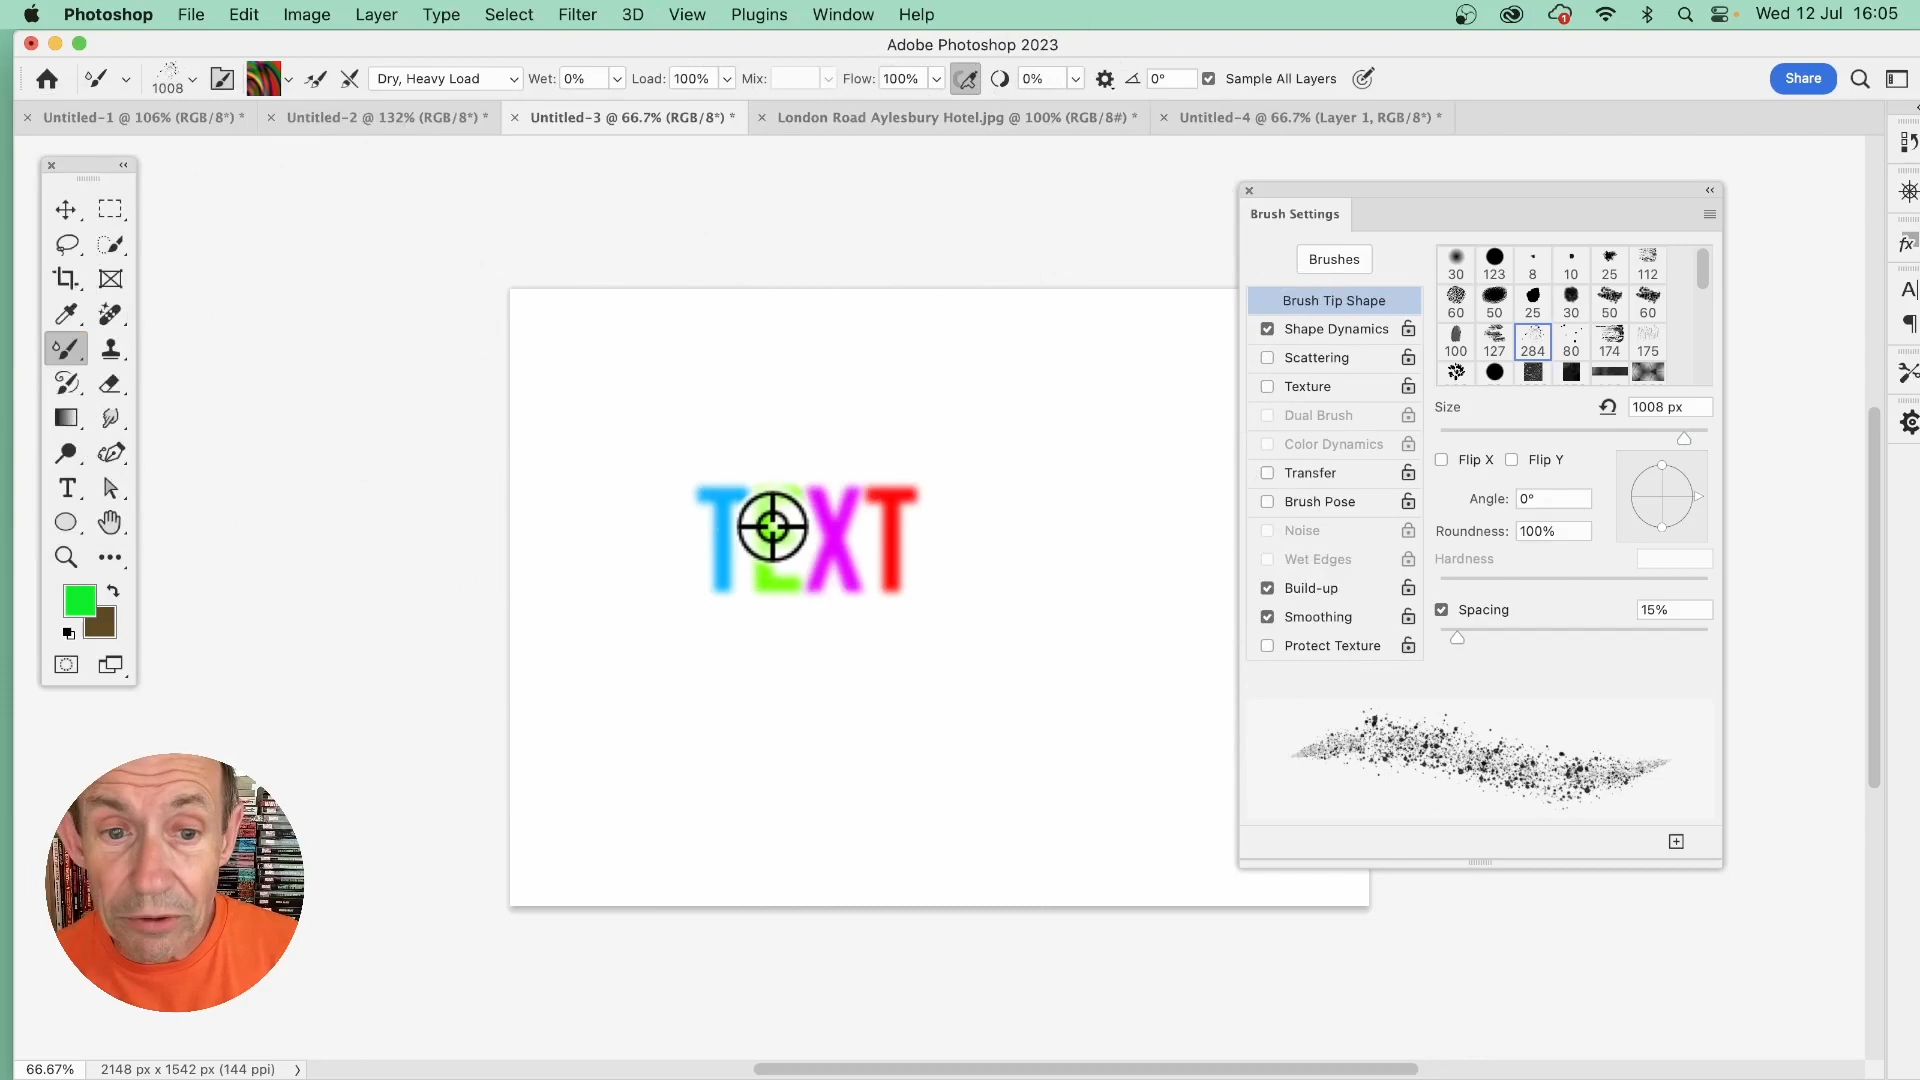 Photoshop File Edit Image Layer Type Select Filter 3D View Plugins Window Help 1 Wed 12 Jul 16:05
Adobe Photoshop 2023
1008 Dry, Heavy Load Wet: 0% Load: 100% Mix: Flow: 100% 0% 0° Sample All Layers Share
Untitled-1 @ 106% (RGB/8*) * Untitled-2 @ 132% (RGB/8*) * Untitled-3 @ 66.7% (RGB/8*) * London Road Aylesbury Hotel.jpg @ 100% (RGB/8#) * Untitled-4 @ 66.7% (Layer 1, RGB/8*) *
Brush Settings
Brushes
30 123 8 10 25 112
60 50 25 30 50 60
100 127 284 80 174 175
Brush Tip Shape
Shape Dynamics
Scattering
Texture
Dual Brush
Color Dynamics
Transfer
Brush Pose
Noise
Wet Edges
Build-up
Smoothing
Protect Texture
Size 1008 px
Flip X Flip Y
Angle: 0°
Roundness: 100%
Hardness
Spacing 15%
TEXT
66.67% 2148 px x 1542 px (144 ppi)